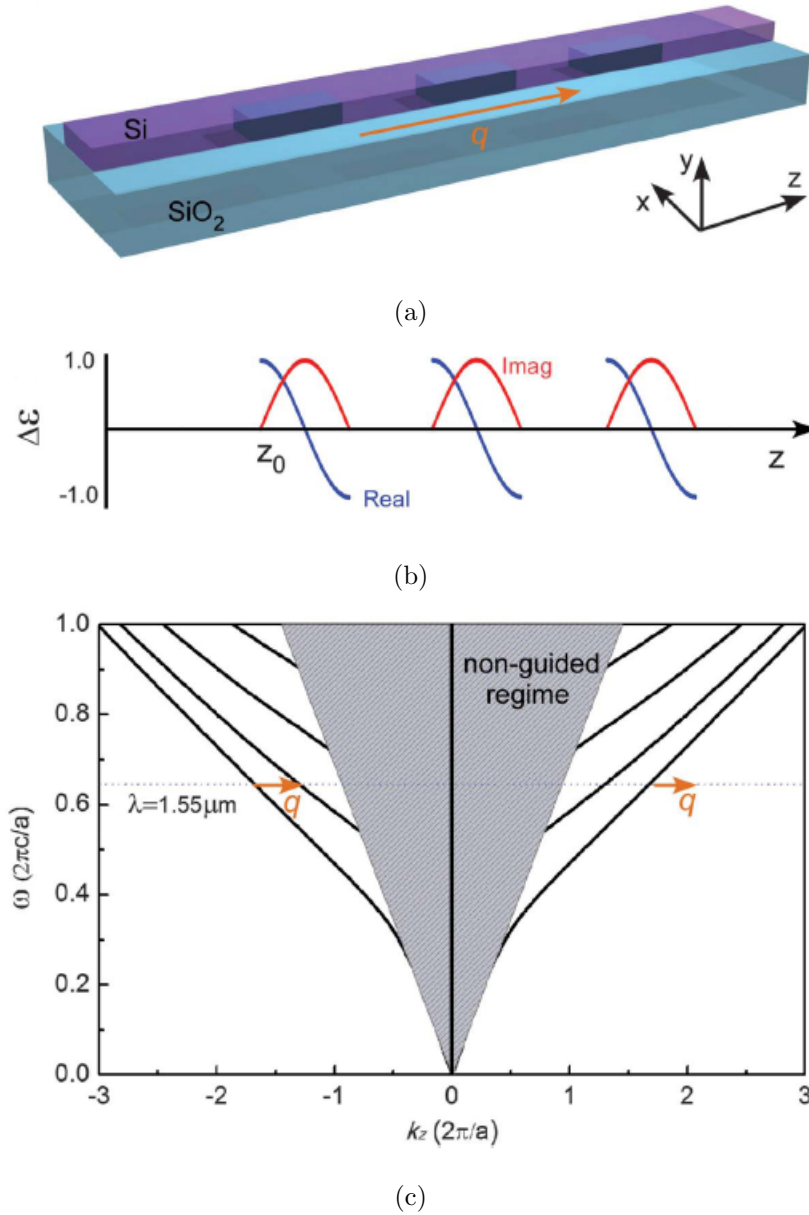 Si
q
SiO₂
y
x
z
(a)
1.0
Imag
Δε
z₀
z
-1.0
Real
(b)
1.0
non-guided
regime
0.8
0.6
q
q
λ=1.55μm
ω (2πc/a)
0.4
0.2
0.0
-3 -2 -1 0 1 2 3
k_z (2π/a)
(c)